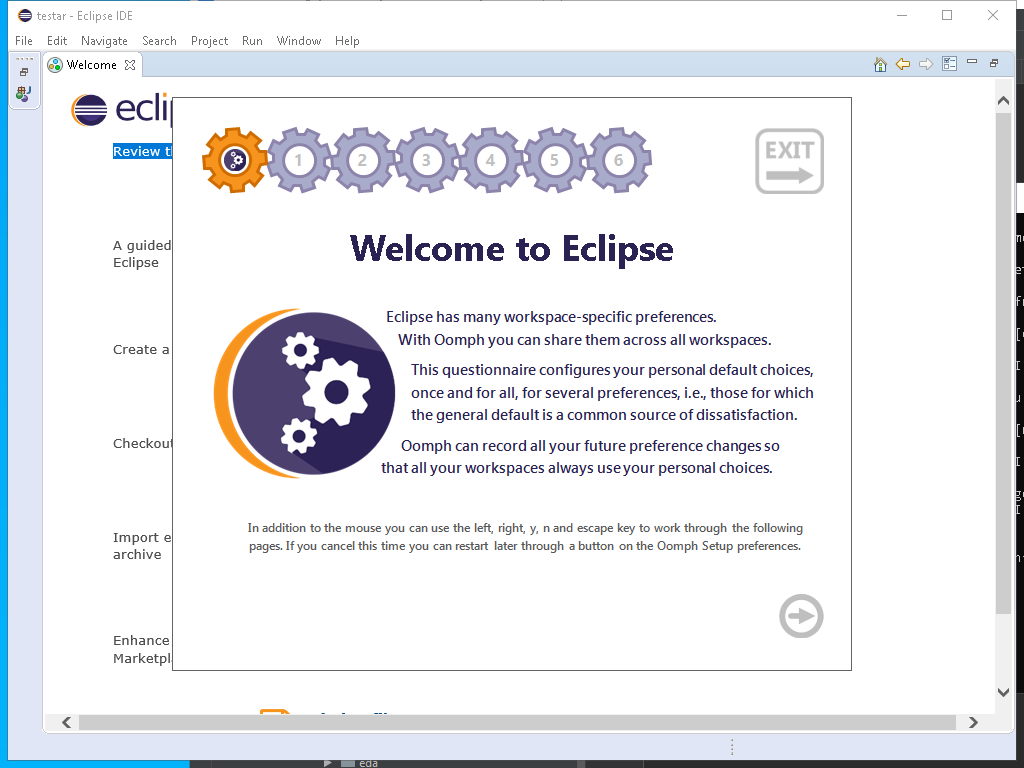 testar - Eclipse IDE
File Edit Navigate Search Project Run Window Help
Welcome
Review
1 2 3 4 5 6
EXIT
Welcome to Eclipse
A guided
Eclipse
Eclipse has many workspace-specific preferences.
With Oomph you can share them across all workspaces.
Create a
This questionnaire configures your personal default choices,
once and for all, for several preferences, i.e., those for which
the general default is a common source of dissatisfaction.
Checkout
Oomph can record all your future preference changes so
that all your workspaces always use your personal choices.
In addition to the mouse you can use the left, right, y, n and escape key to work through the following
pages. If you cancel this time you can restart later through a button on the Oomph Setup preferences.
Import
archive
Enhance
eda